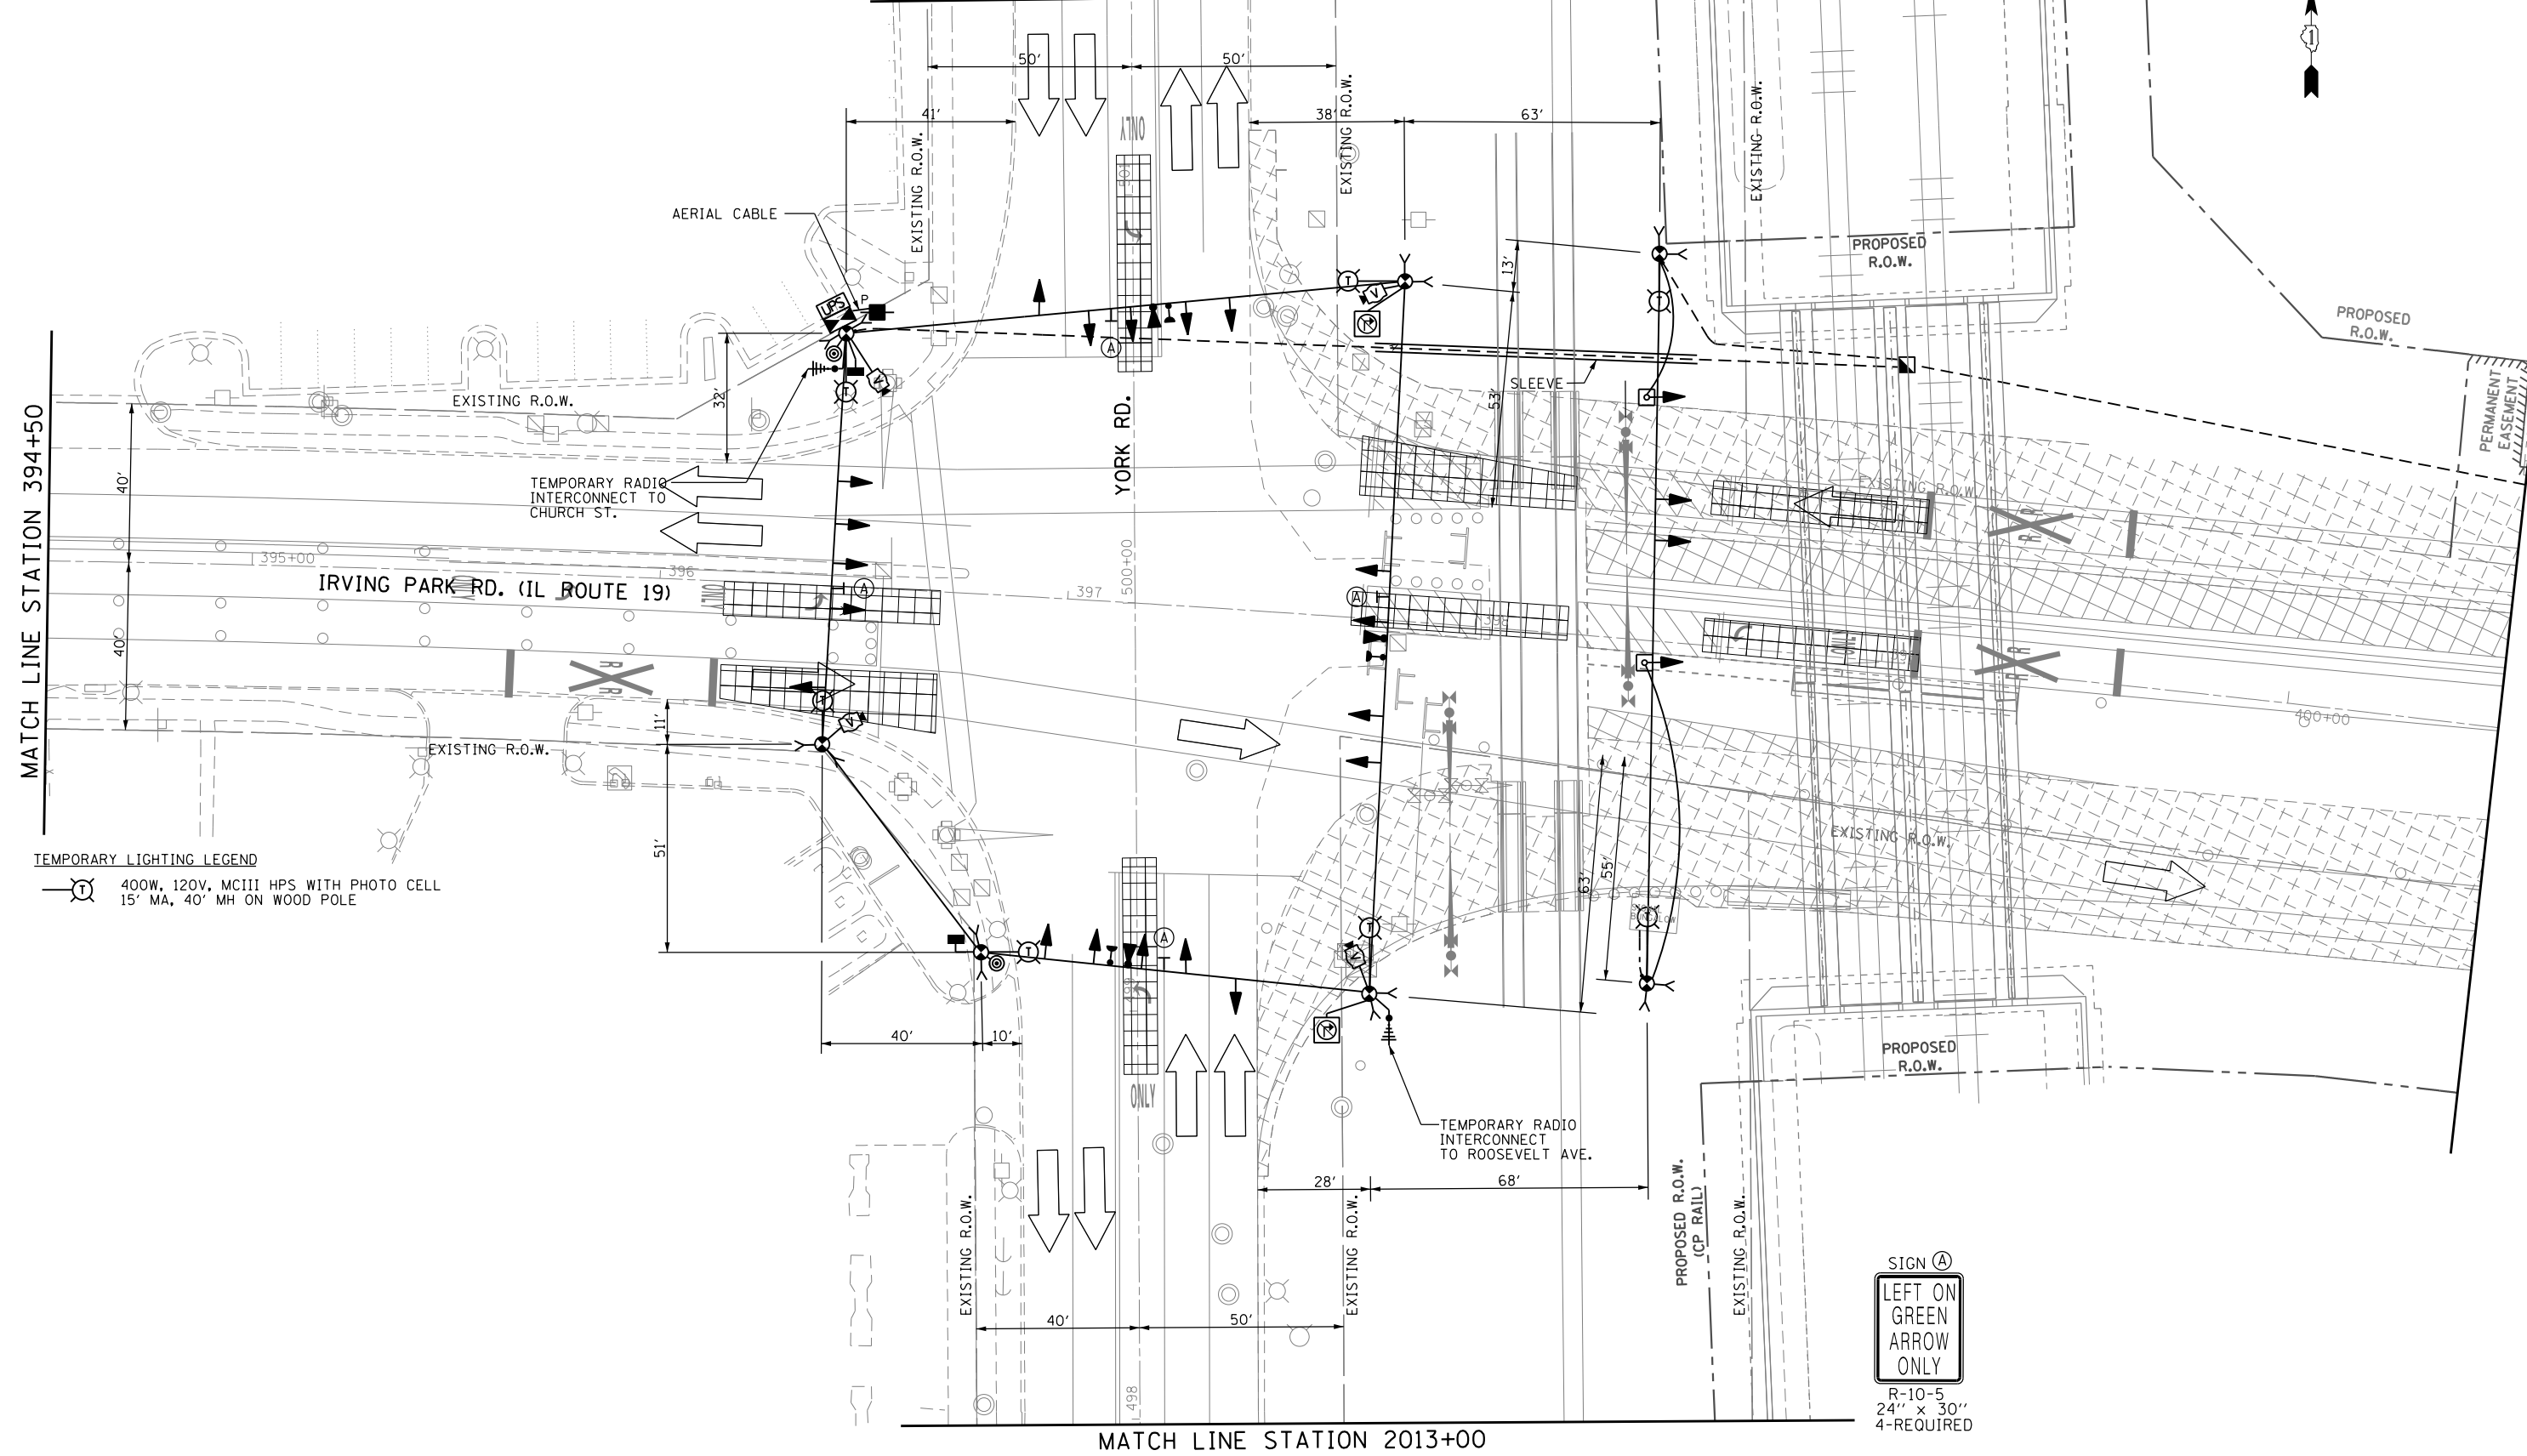 50'
50'
41'
38'
63'
EXISTING R.O.W.
EXISTING R.O.W.
EXISTING R.O.W.
ONLY
501
AERIAL CABLE
UPS
P
T
V
13'
PROPOSED
R.O.W.
PROPOSED
R.O.W.
PERMANENT
EASEMENT
T
T
V
A
SLEEVE
53'
32'
EXISTING R.O.W.
YORK RD.
MATCH LINE STATION 394+50
40'
40'
TEMPORARY RADIO
INTERCONNECT TO
CHURCH ST.
EXISTING R.O.W.
395+00
396
397
398
500+00
IRVING PARK RD. (IL ROUTE 19)
A
A
R R
R R
R R
400+00
11'
T
V
EXISTING R.O.W.
51'
EXISTING R.O.W.
63'
55'
TEMPORARY LIGHTING LEGEND
T
400W, 120V, MCIII HPS WITH PHOTO CELL
15' MA, 40' MH ON WOOD POLE
A
T
T
T
V
ONLY
40'
10'
PROPOSED
R.O.W.
TEMPORARY RADIO
INTERCONNECT
TO ROOSEVELT AVE.
28'
68'
EXISTING R.O.W.
EXISTING R.O.W.
PROPOSED R.O.W.
(CP RAIL)
EXISTING R.O.W.
40'
50'
498
SIGN A
LEFT ON
GREEN
ARROW
ONLY
R-10-5
24" x 30"
4-REQUIRED
MATCH LINE STATION 2013+00